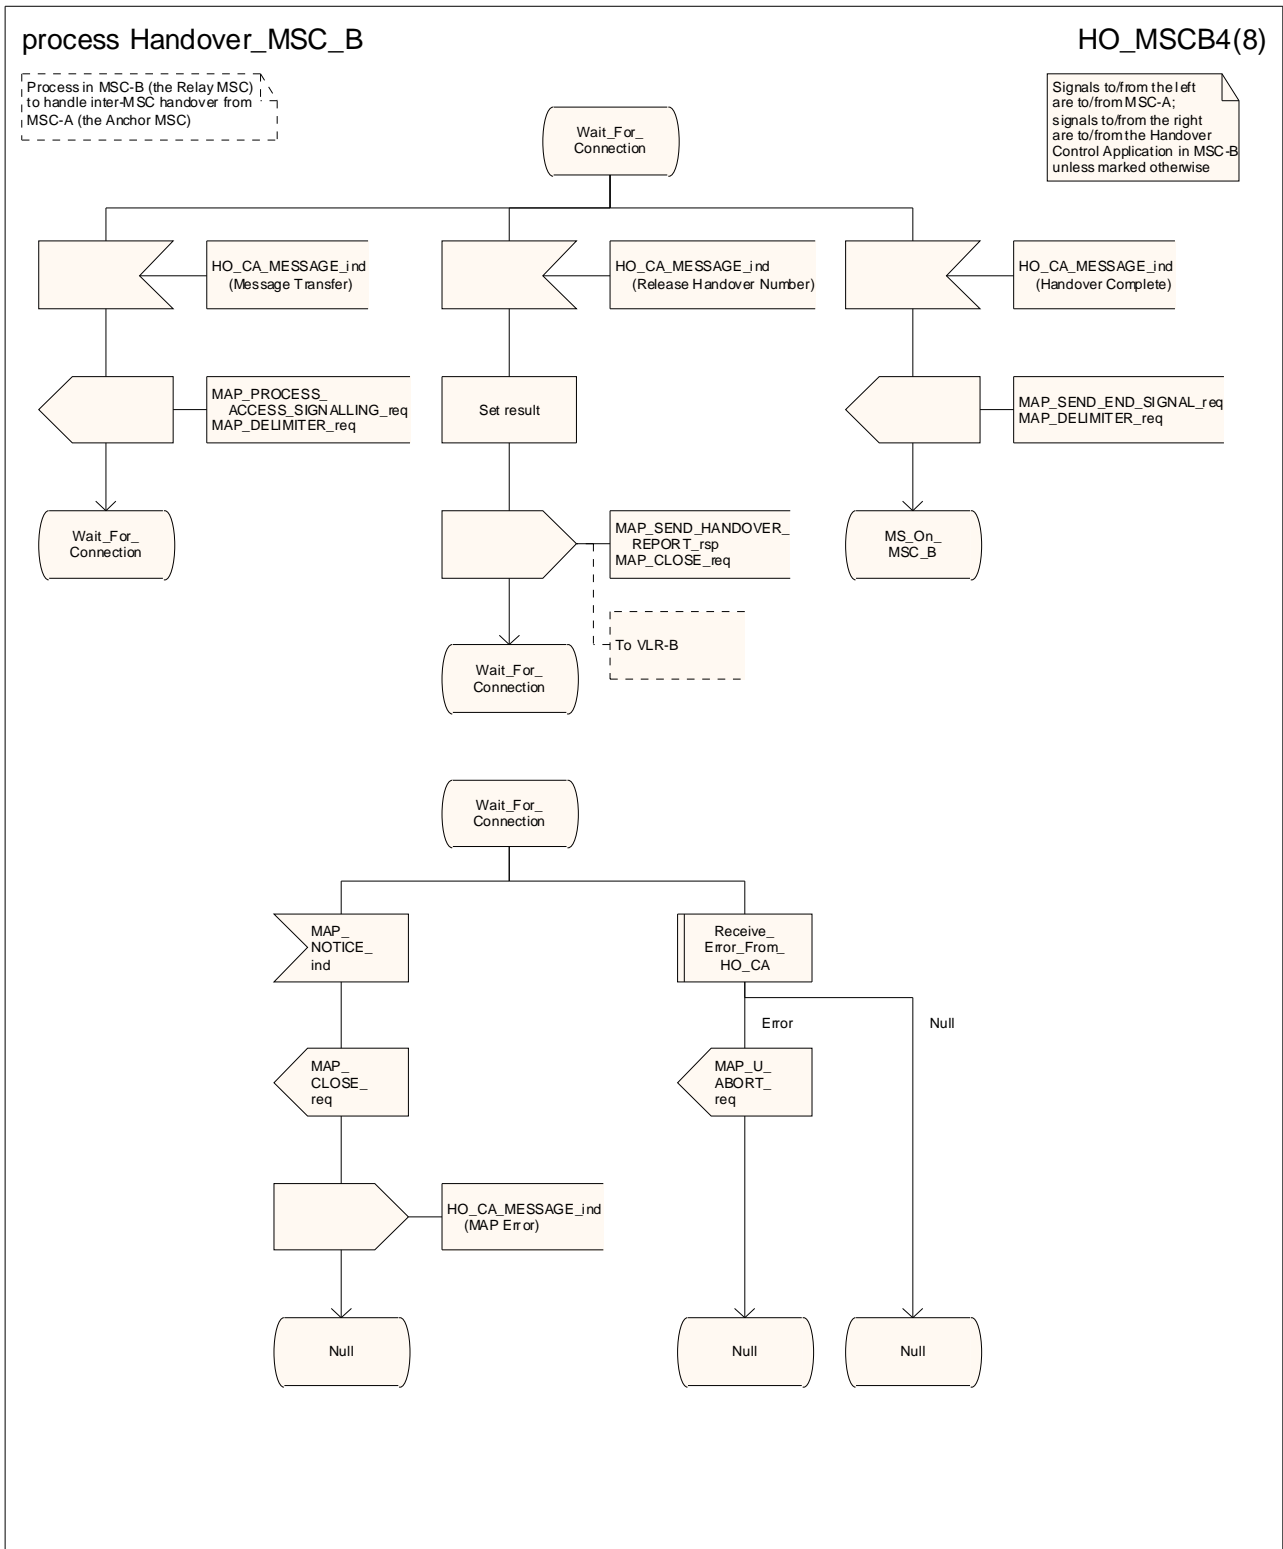 process Handover_MSC_B
HO_MSCB4(8)
Process in MSC-B (the Relay MSC)
to handle inter-MSC handover from
MSC-A (the Anchor MSC)
Signals to/from the left
are to/from MSC-A;
signals to/from the right
are to/from the Handover
Control Application in MSC-B
unless marked otherwise
Wait_For_
Connection
HO_CA_MESSAGE_ind
(Message Transfer)
HO_CA_MESSAGE_ind
(Release Handover Number)
HO_CA_MESSAGE_ind
(Handover Complete)
MAP_PROCESS_
ACCESS_SIGNALLING_req
MAP_DELIMITER_req
Set result
MAP_SEND_END_SIGNAL_req
MAP_DELIMITER_req
Wait_For_
Connection
MAP_SEND_HANDOVER_
REPORT_rsp
MAP_CLOSE_req
MS_On_
MSC_B
To VLR-B
Wait_For_
Connection
Wait_For_
Connection
MAP_
NOTICE_
ind
Receive_
Error_From_
HO_CA
Error
Null
MAP_
CLOSE_
req
MAP_U_
ABORT_
req
HO_CA_MESSAGE_ind
(MAP Error)
Null
Null
Null